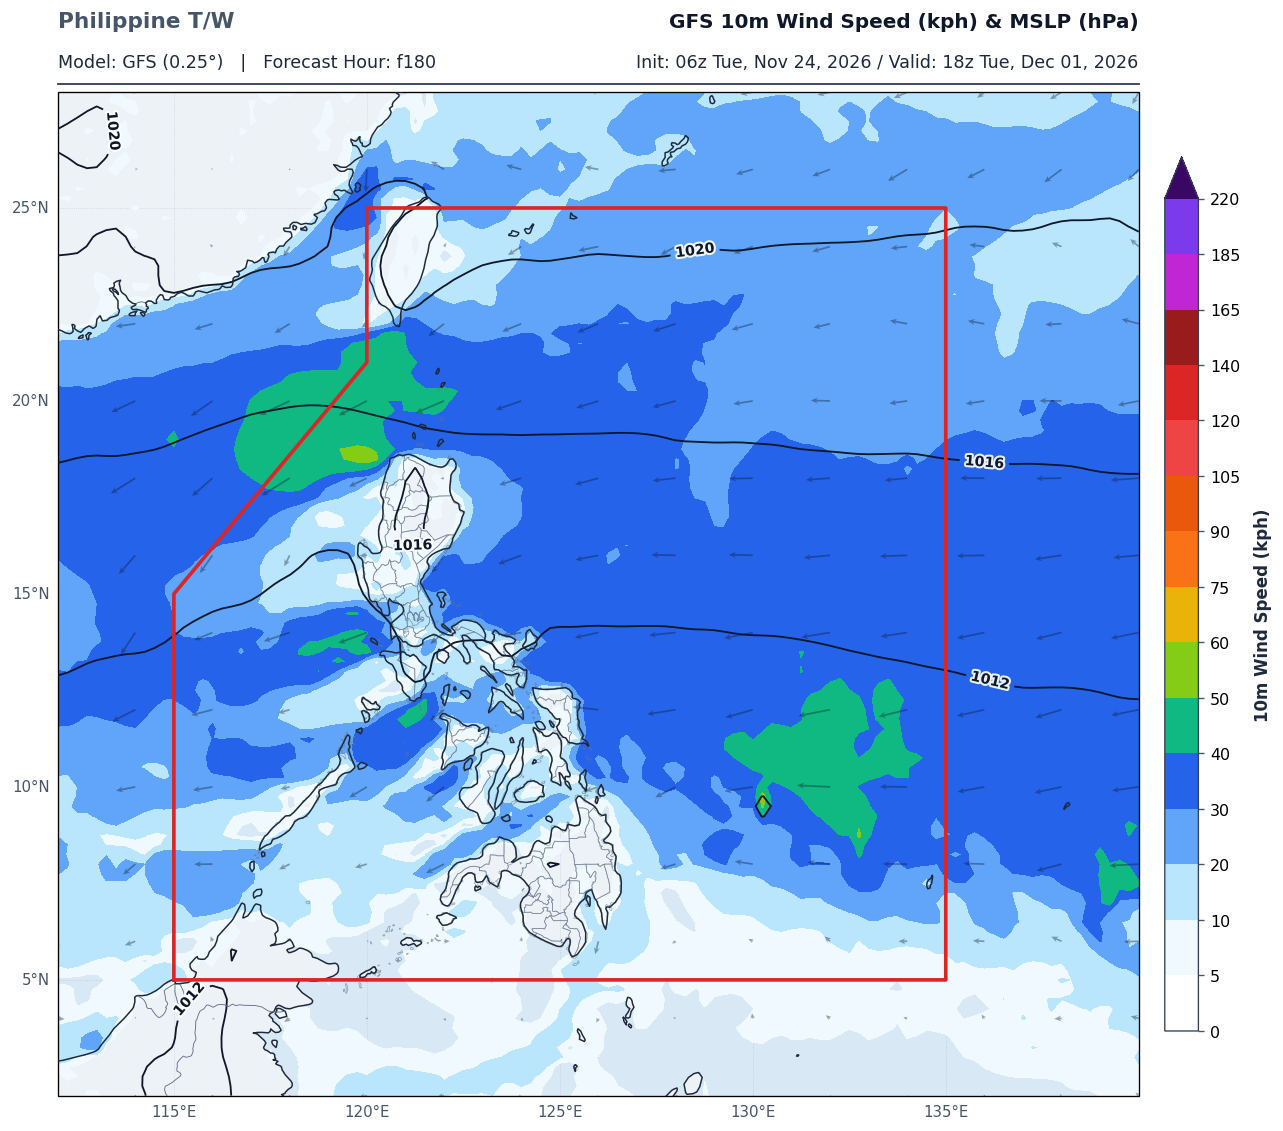 Philippine T/W
GFS 10m Wind Speed (kph) & MSLP (hPa)
Model: GFS (0.25°) | Forecast Hour: f180
Init: 06z Tue, Nov 24, 2026 / Valid: 18z Tue, Dec 01, 2026
1020
1020
1016
1016
1012
1012
25°N
20°N
15°N
10°N
5°N
115°E
120°E
125°E
130°E
135°E
220
185
165
140
120
105
90
75
60
50
40
30
20
10
5
0
10m Wind Speed (kph)